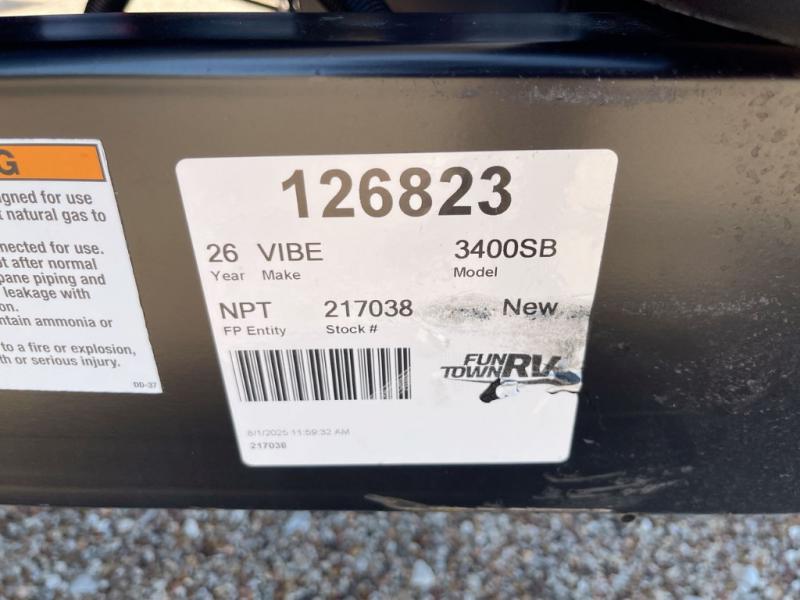 G
igned for use
natural gas to
nected for use.
t after normal
pane piping and
leakage with
on.
ntain ammonia or
to a fire or explosion,
th or serious injury.
DD-37
126823
26 VIBE 3400SB
Year Make Model
NPT 217038 New
FP Entity Stock #
FUN TOWN RV
8/1/2025 11:59:32 AM
217038